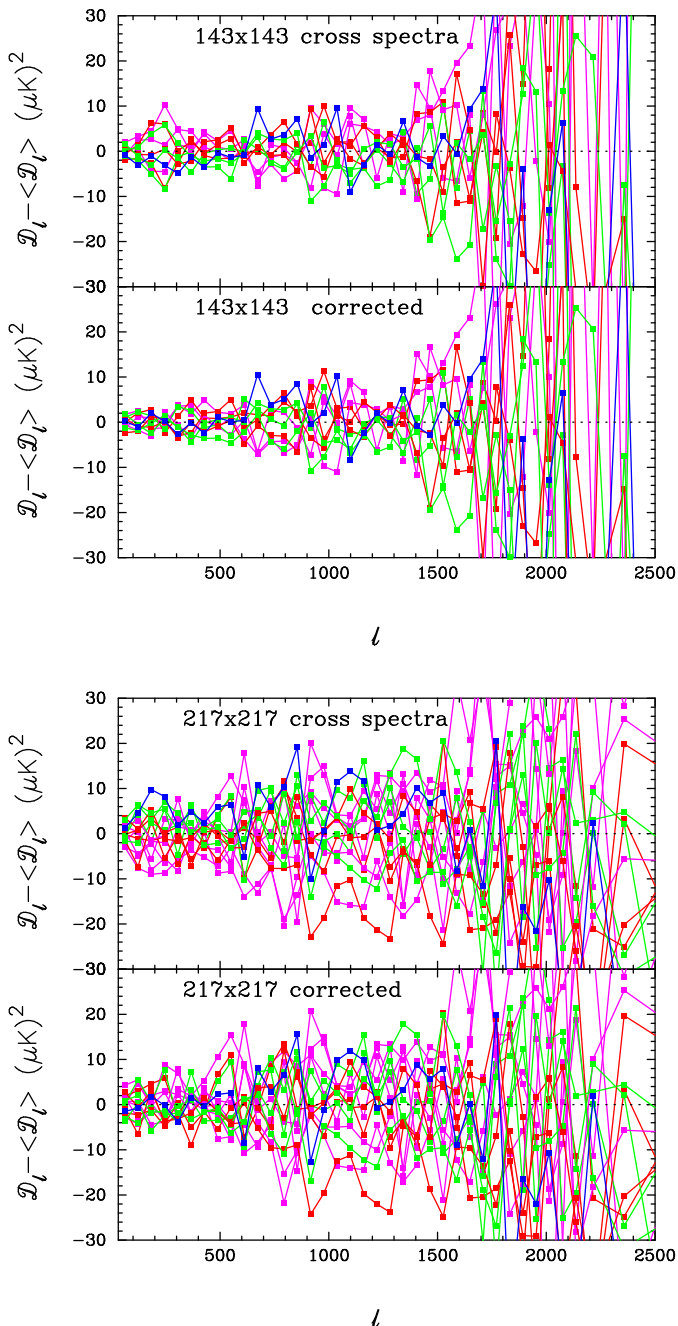 30
143x143 cross spectra
20
10
0
-10
-20
-30
𝒟ℓ−<𝒟ℓ> (μK)²
30
143x143 corrected
20
10
0
-10
-20
-30
𝒟ℓ−<𝒟ℓ> (μK)²
500 1000 1500 2000 2500
ℓ
30
217x217 cross spectra
20
10
0
-10
-20
-30
𝒟ℓ−<𝒟ℓ> (μK)²
217x217 corrected
20
10
0
-10
-20
-30
𝒟ℓ−<𝒟ℓ> (μK)²
500 1000 1500 2000 2500
ℓ